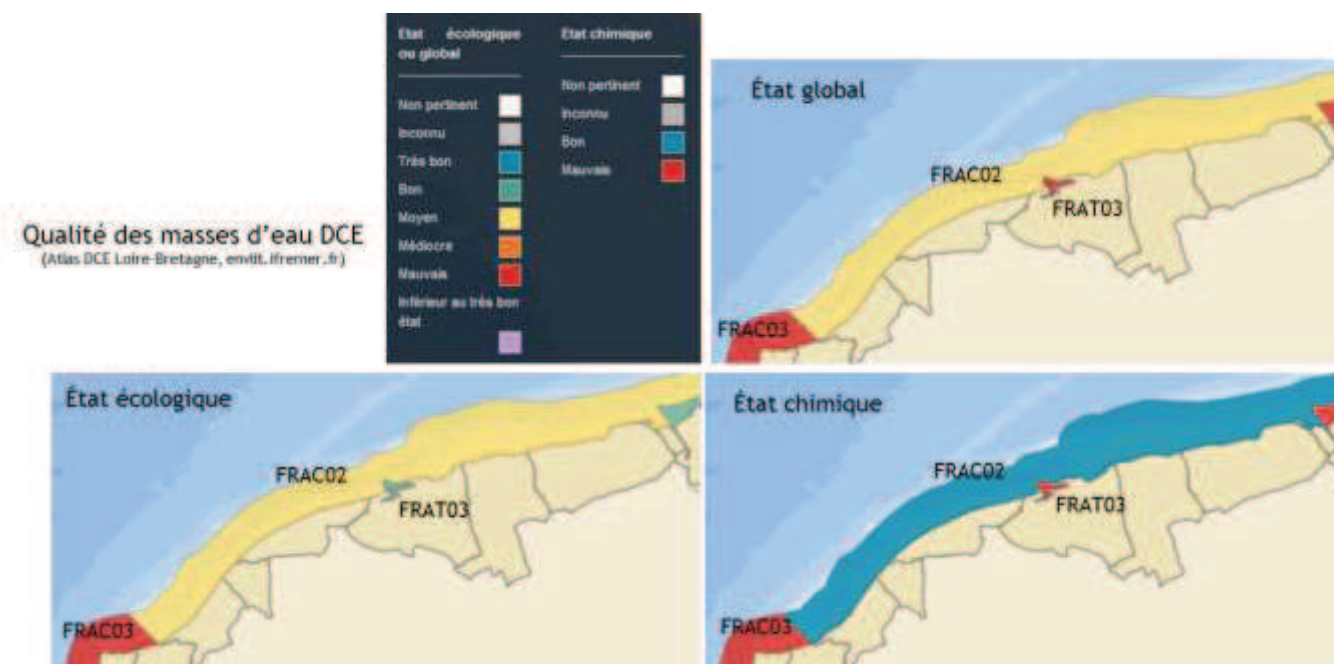 Etat écologique
ou global
Non pertinent
Inconnu
Très bon
Bon
Moyen
Médiocre
Mauvais
Inférieur au très bon
état
Etat chimique
Non pertinent
Inconnu
Bon
Mauvais
État global
FRAC02
FRAT03
FRAC03
Qualité des masses d'eau DCE
(Atlas DCE Loire-Bretagne, envlit.ifremer.fr)
État écologique
FRAC02
FRAT03
FRAC03
État chimique
FRAC02
FRAT03
FRAC03